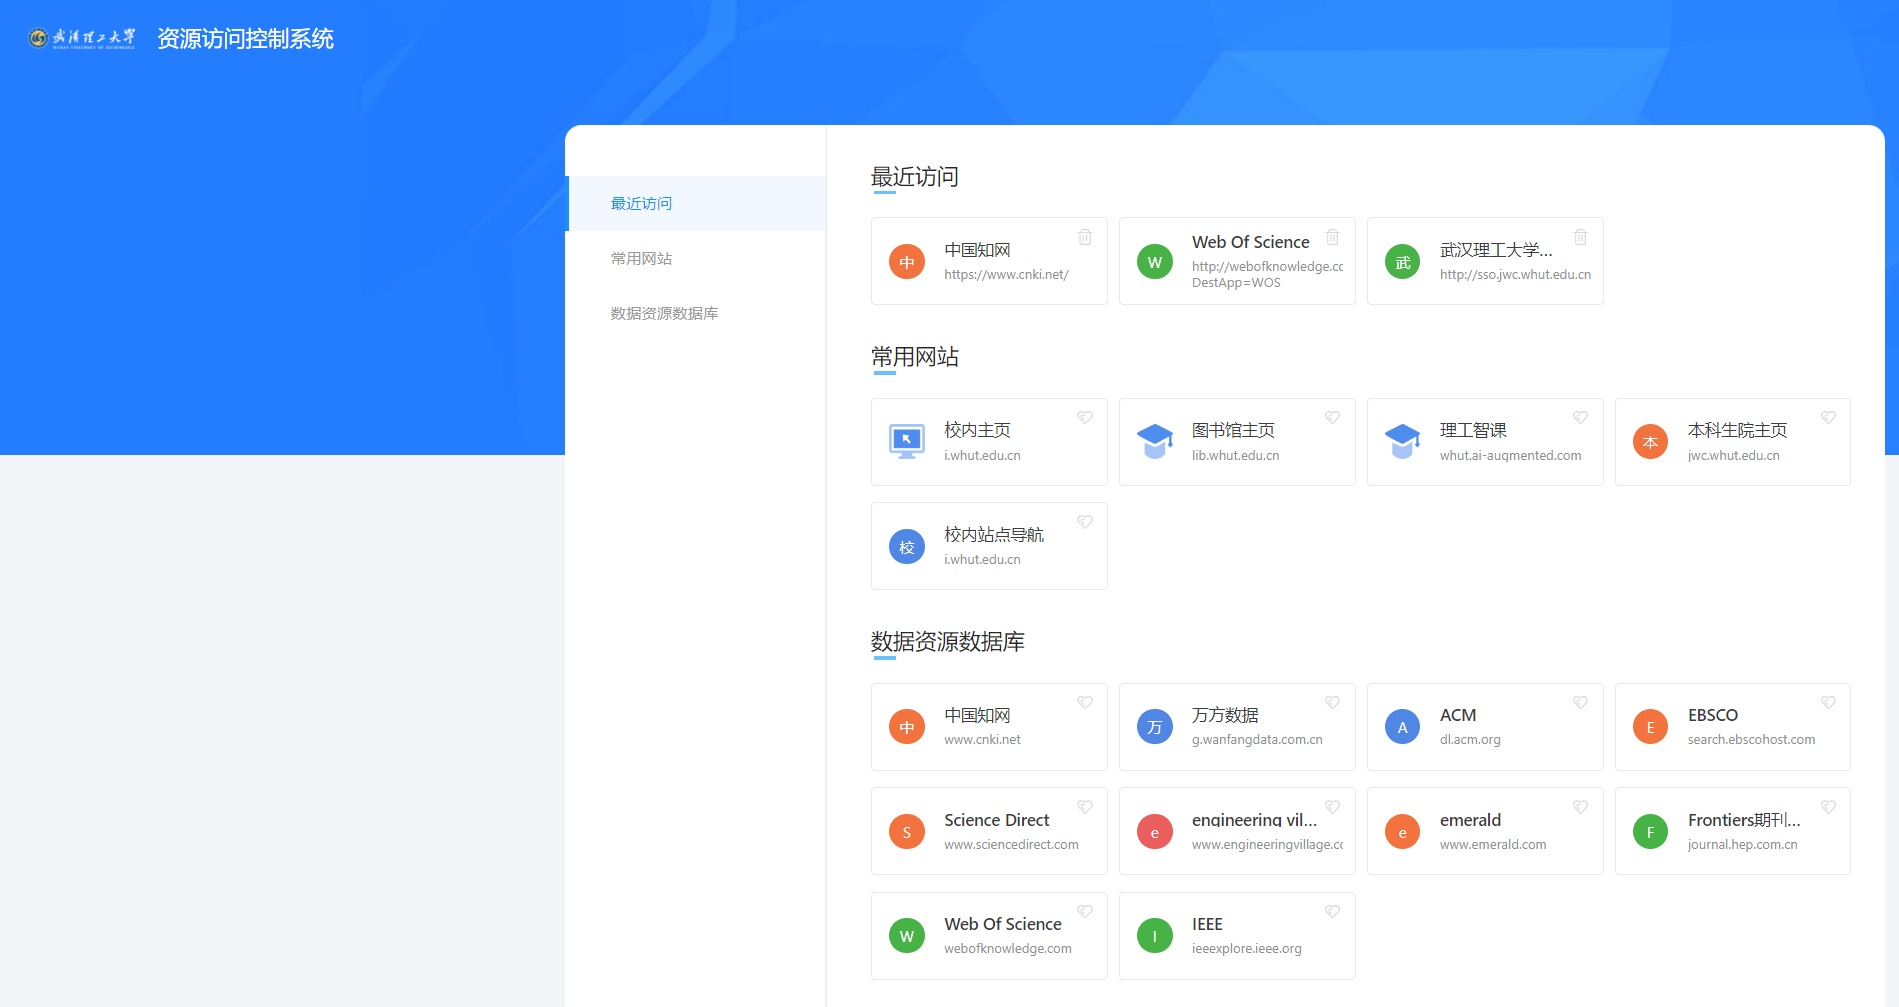 武汉理工大学 资源访问控制系统
最近访问
常用网站
数据资源数据库
最近访问
中
中国知网
https://www.cnki.net/
W
Web Of Science
http://webofknowledge.cc
DestApp=WOS
武
武汉理工大学...
http://sso.jwc.whut.edu.cn
常用网站
校内主页
i.whut.edu.cn
图书馆主页
lib.whut.edu.cn
理工智课
whut.ai-augmented.com
本
本科生院主页
jwc.whut.edu.cn
校
校内站点导航
i.whut.edu.cn
数据资源数据库
中
中国知网
www.cnki.net
万
万方数据
g.wanfangdata.com.cn
A
ACM
dl.acm.org
E
EBSCO
search.ebscohost.com
S
Science Direct
www.sciencedirect.com
e
engineering vil...
www.engineeringvillage.cc
e
emerald
www.emerald.com
F
Frontiers期刊...
journal.hep.com.cn
W
Web Of Science
webofknowledge.com
I
IEEE
ieeexplore.ieee.org